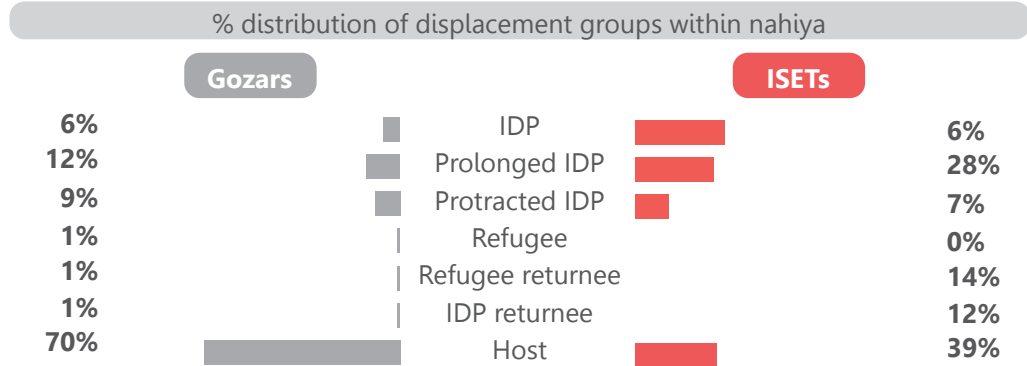 % distribution of displacement groups within nahiya
Gozars ISETs
6% IDP 6%
12% Prolonged IDP 28%
9% Protracted IDP 7%
1% Refugee 0%
1% Refugee returnee 14%
1% IDP returnee 12%
70% Host 39%